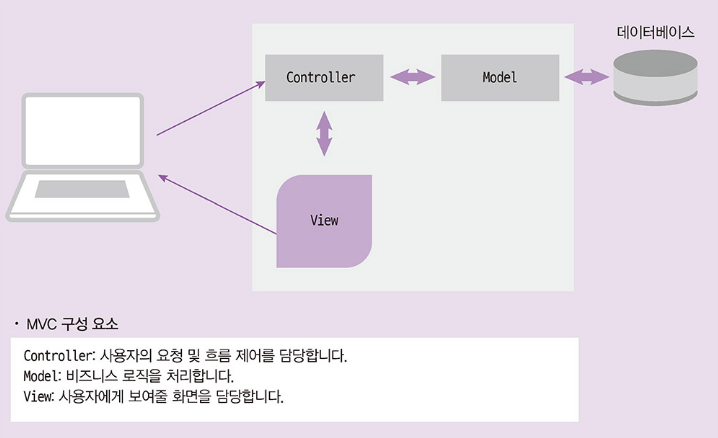 데이터베이스
Controller
Model
View
· MVC 구성 요소
Controller: 사용자의 요청 및 흐름 제어를 담당합니다.
Model: 비즈니스 로직을 처리합니다.
View: 사용자에게 보여줄 화면을 담당합니다.